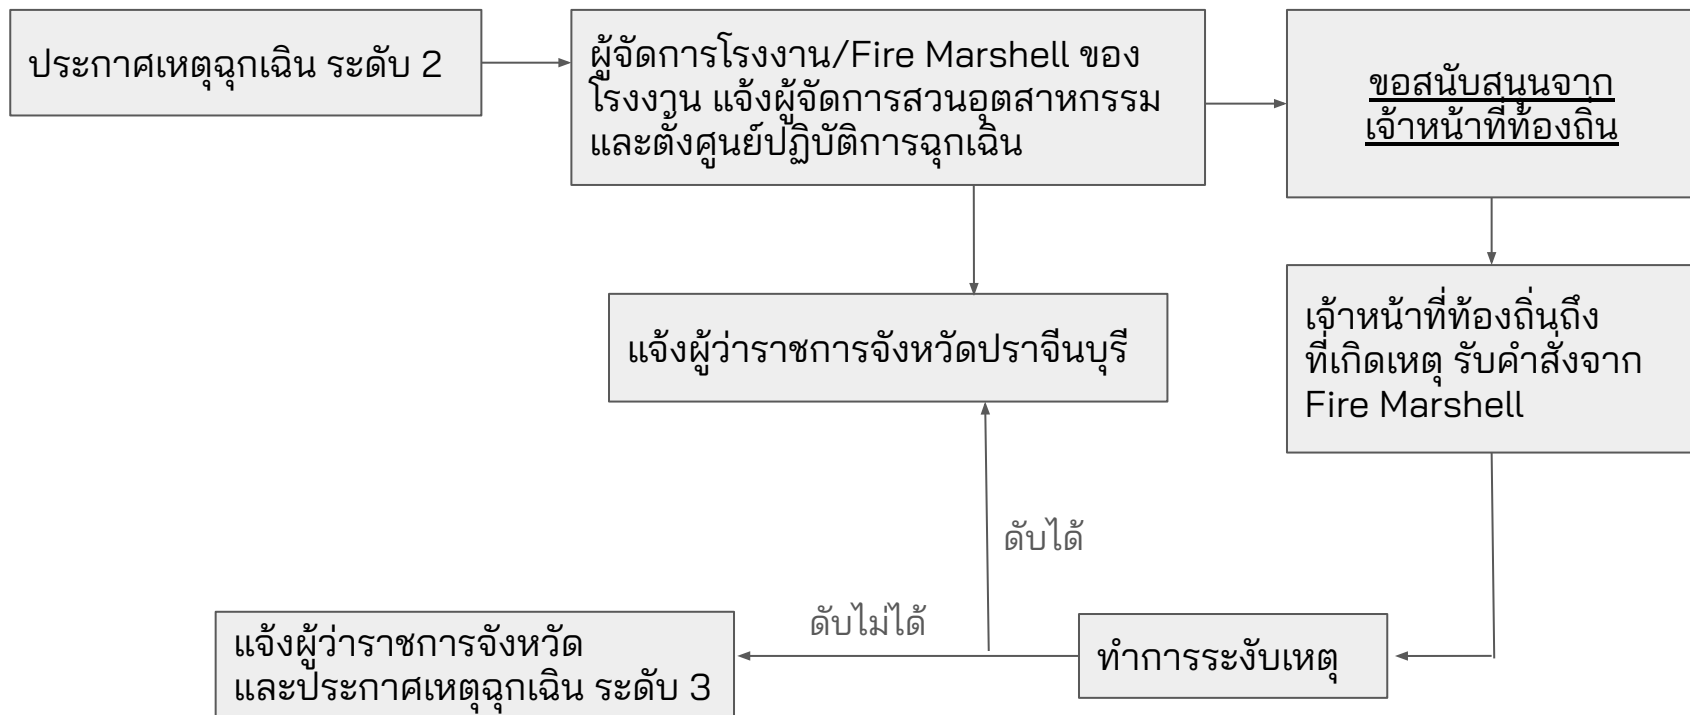 ประกาศเหตุฉุกเฉิน ระดับ 2
ผู้จัดการโรงงาน/Fire Marshell ของ
โรงงาน แจ้งผู้จัดการสวนอุตสาหกรรม
และตั้งศูนย์ปฏิบัติการฉุกเฉิน
ขอสนับสนุนจาก
เจ้าหน้าที่ท้องถิ่น
แจ้งผู้ว่าราชการจังหวัดปราจีนบุรี
เจ้าหน้าที่ท้องถิ่นถึง
ที่เกิดเหตุ รับคำสั่งจาก
Fire Marshell
ดับได้
ดับไม่ได้
ทำการระงับเหตุ
แจ้งผู้ว่าราชการจังหวัด
และประกาศเหตุฉุกเฉิน ระดับ 3